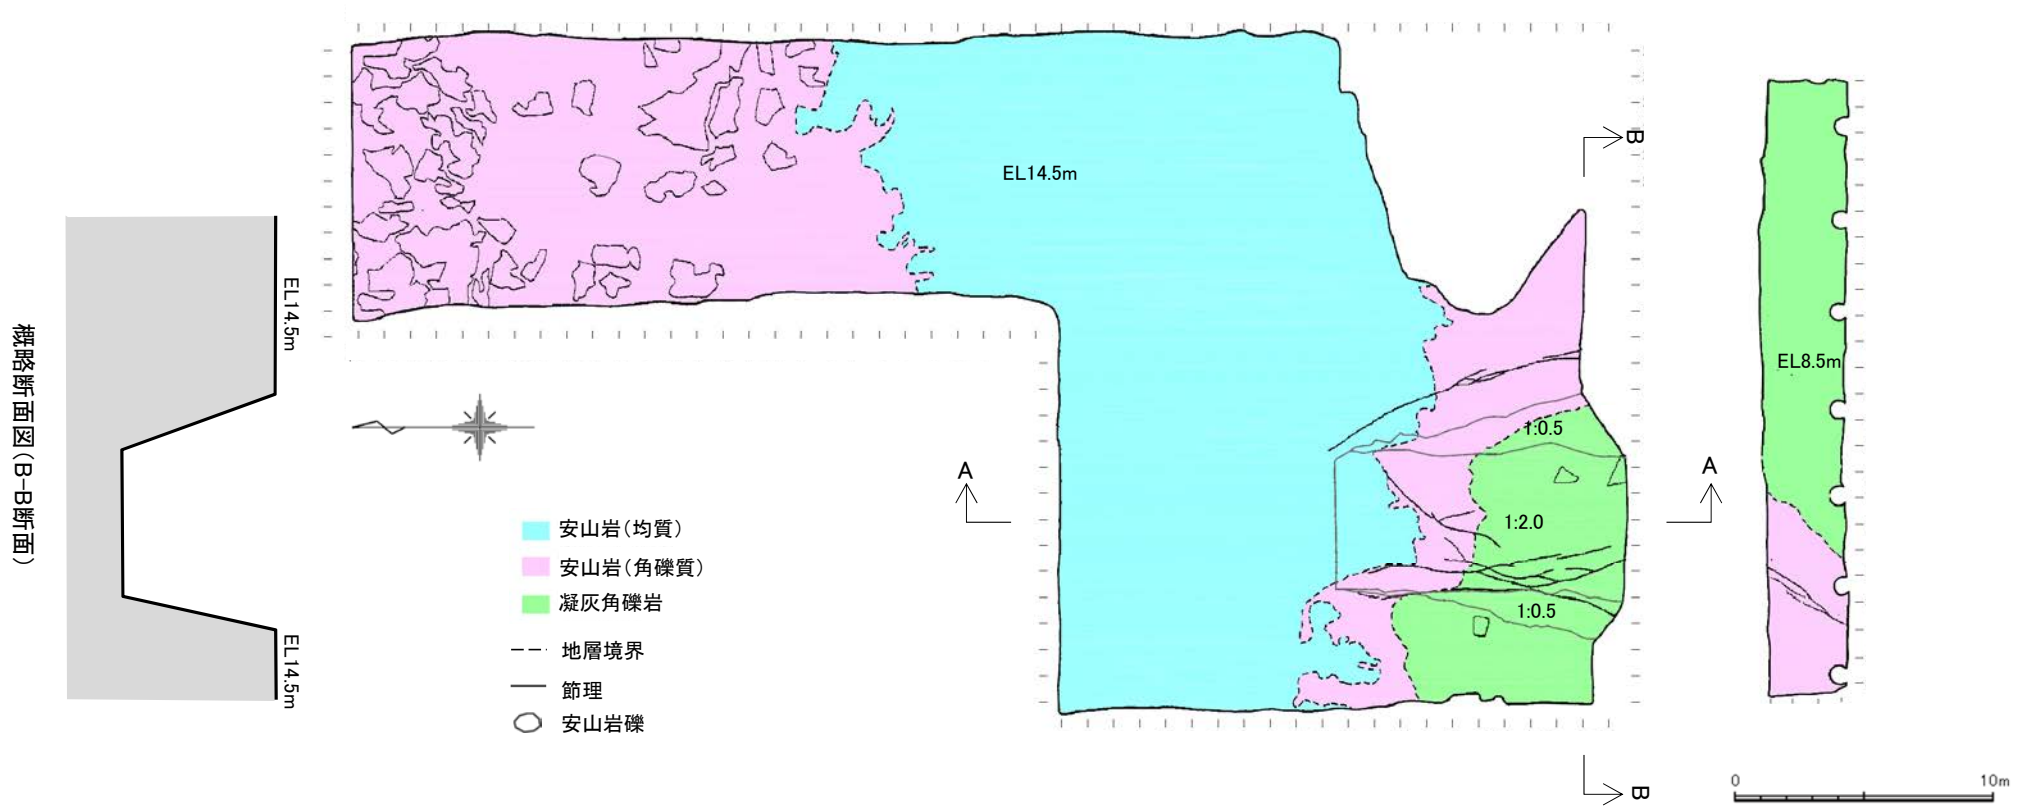 概略断面図(B-B断面)
EL14.5m
EL14.5m
EL14.5m
B
A
A
B
1:0.5
1:2.0
1:0.5
EL8.5m
安山岩(均質)
安山岩(角礫質)
凝灰角礫岩
地層境界
節理
安山岩礫
0 10m